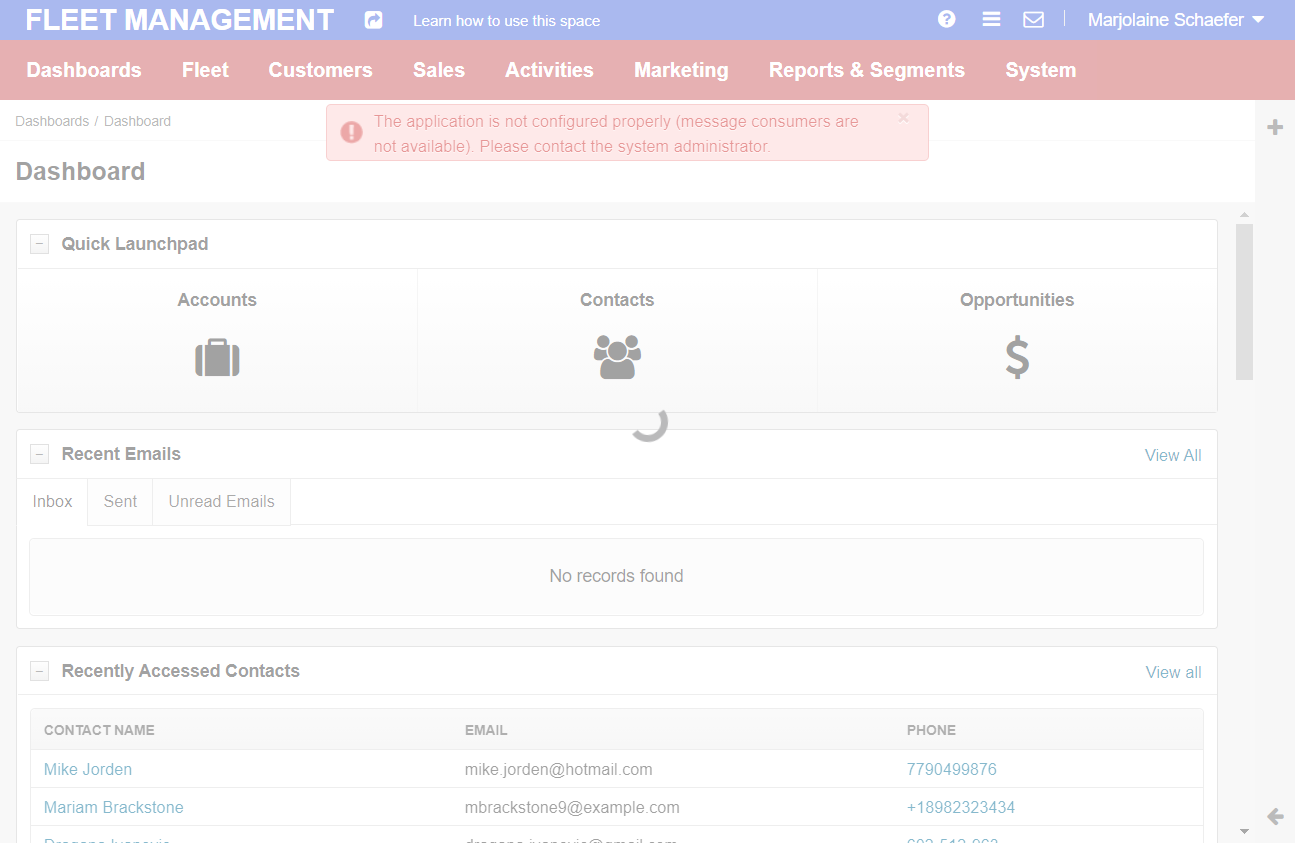 FLEET MANAGEMENT
Learn how to use this space
Marjolaine Schaefer
Dashboards Fleet Customers Sales Activities Marketing Reports & Segments System
Dashboards / Dashboard
The application is not configured properly (message consumers are
not available). Please contact the system administrator.
×
Dashboard
Quick Launchpad
Accounts Contacts Opportunities
Recent Emails View All
Inbox Sent Unread Emails
No records found
Recently Accessed Contacts View all
CONTACT NAME EMAIL PHONE
Mike Jorden mike.jorden@hotmail.com 7790499876
Mariam Brackstone mbrackstone9@example.com +18982323434